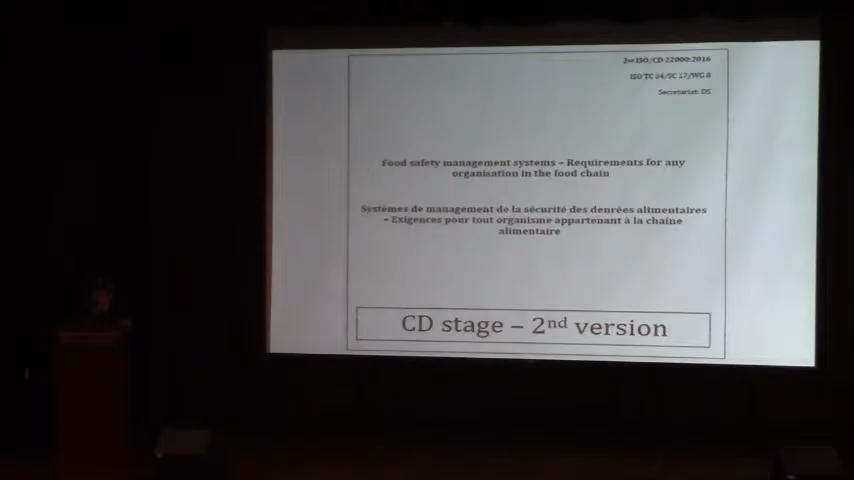 2nd ISO/CD 22000:2016
ISO TC 34/SC 17/WG 8
Secretariat: DS
Food safety management systems – Requirements for any
organisation in the food chain
Systèmes de management de la sécurité des denrées alimentaires
– Exigences pour tout organisme appartenant à la chaîne
alimentaire
CD stage – 2nd version